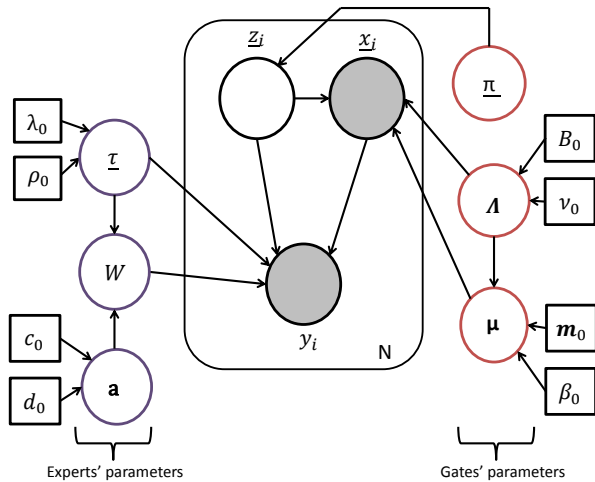 z_i
x_i
π
λ₀
ρ₀
τ
B₀
Λ
ν₀
W
y_i
N
μ
m₀
c₀
d₀
a
β₀
Experts' parameters
Gates' parameters